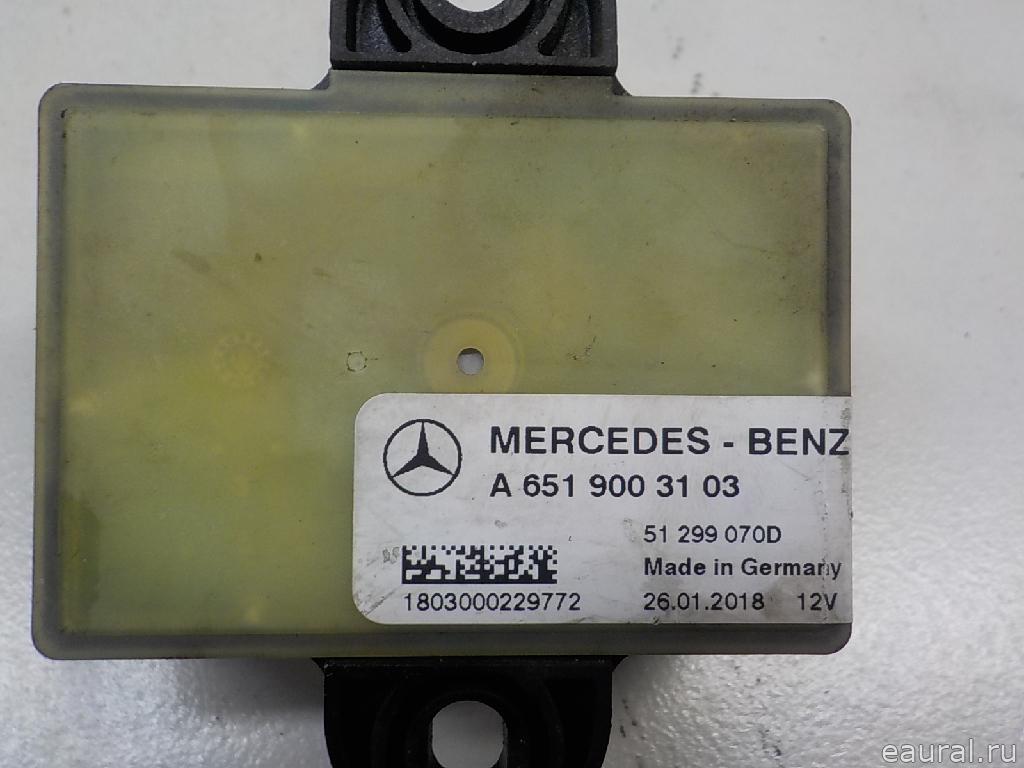 MERCEDES - BENZ
A 651 900 31 03
51 299 070D
Made in Germany
1803000229772
26.01.2018 12V
eaural.ru